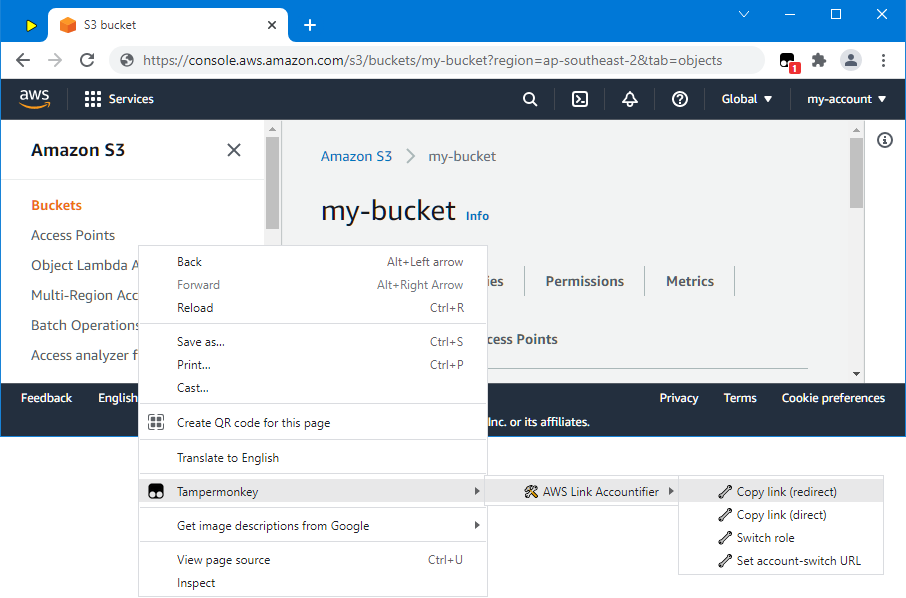 S3 bucket
https://console.aws.amazon.com/s3/buckets/my-bucket?region=ap-southeast-2&tab=objects
1
aws
Services
Global
my-account
Amazon S3
Buckets
Access Points
Object Lambda A
Multi-Region Acc
Batch Operations
Access analyzer f
Amazon S3
my-bucket
my-bucket Info
ies
Permissions
Metrics
cess Points
Feedback
English
Privacy
Terms
Cookie preferences
Inc. or its affiliates.
Back Alt+Left arrow
Forward Alt+Right Arrow
Reload Ctrl+R
Save as... Ctrl+S
Print... Ctrl+P
Cast...
Create QR code for this page
Translate to English
Tampermonkey
Get image descriptions from Google
View page source Ctrl+U
Inspect
AWS Link Accountifier
Copy link (redirect)
Copy link (direct)
Switch role
Set account-switch URL